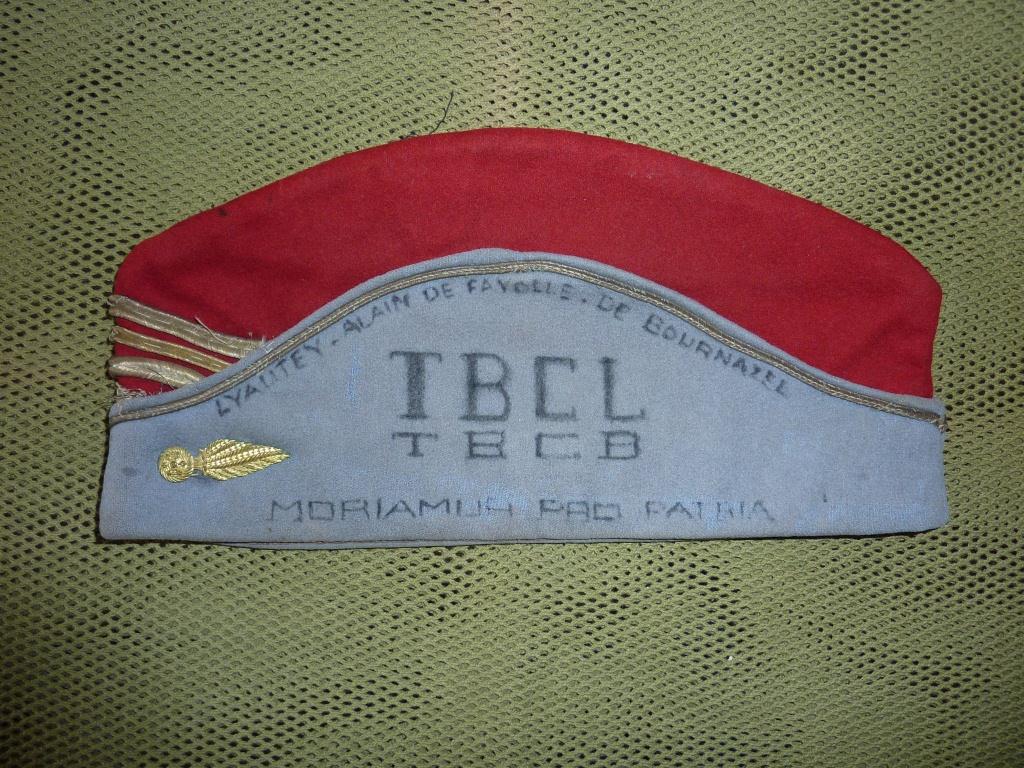 LYAUTEY - ALAIN DE FAYOLLE - DE BOURNAZEL
TBCL
TBCB
MORIAMUR PRO PATRIA